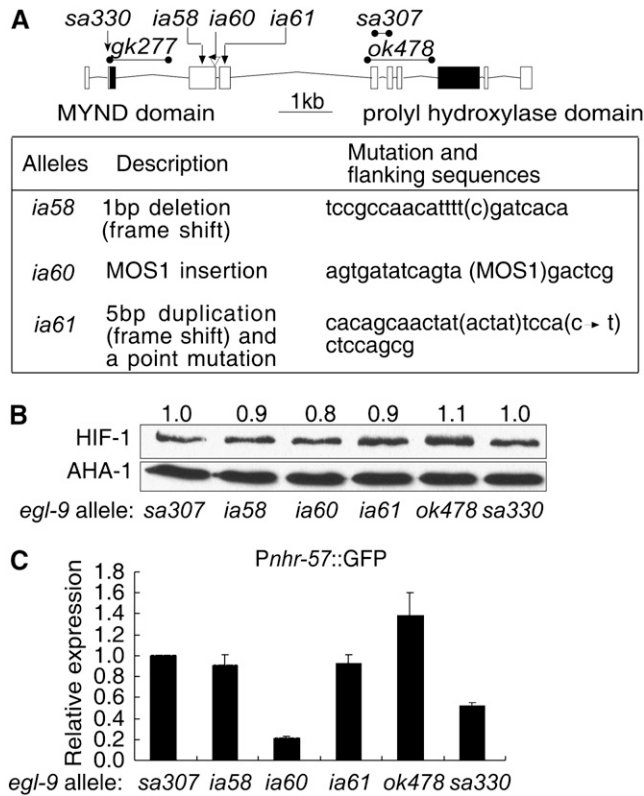 A
sa330 ia58 ia60 ia61 sa307
gk277 ok478
MYND domain 1kb prolyl hydroxylase domain
Alleles Description Mutation and
flanking sequences
ia58 1bp deletion tccgccaacatttt(c)gatcaca
(frame shift)
ia60 MOS1 insertion agtgatatcagta (MOS1)gactcg
ia61 5bp duplication
(frame shift) and cacagcaactat(actat)tcca(c→ t)
a point mutation ctccagcg
B
1.0 0.9 0.8 0.9 1.1 1.0
HIF-1
AHA-1
egl-9 allele: sa307 ia58 ia60 ia61 ok478 sa330
C
Pnhr-57::GFP
Relative expression
1.8
1.6
1.4
1.2
1.0
0.8
0.6
0.4
0.2
0.0
egl-9 allele: sa307 ia58 ia60 ia61 ok478 sa330